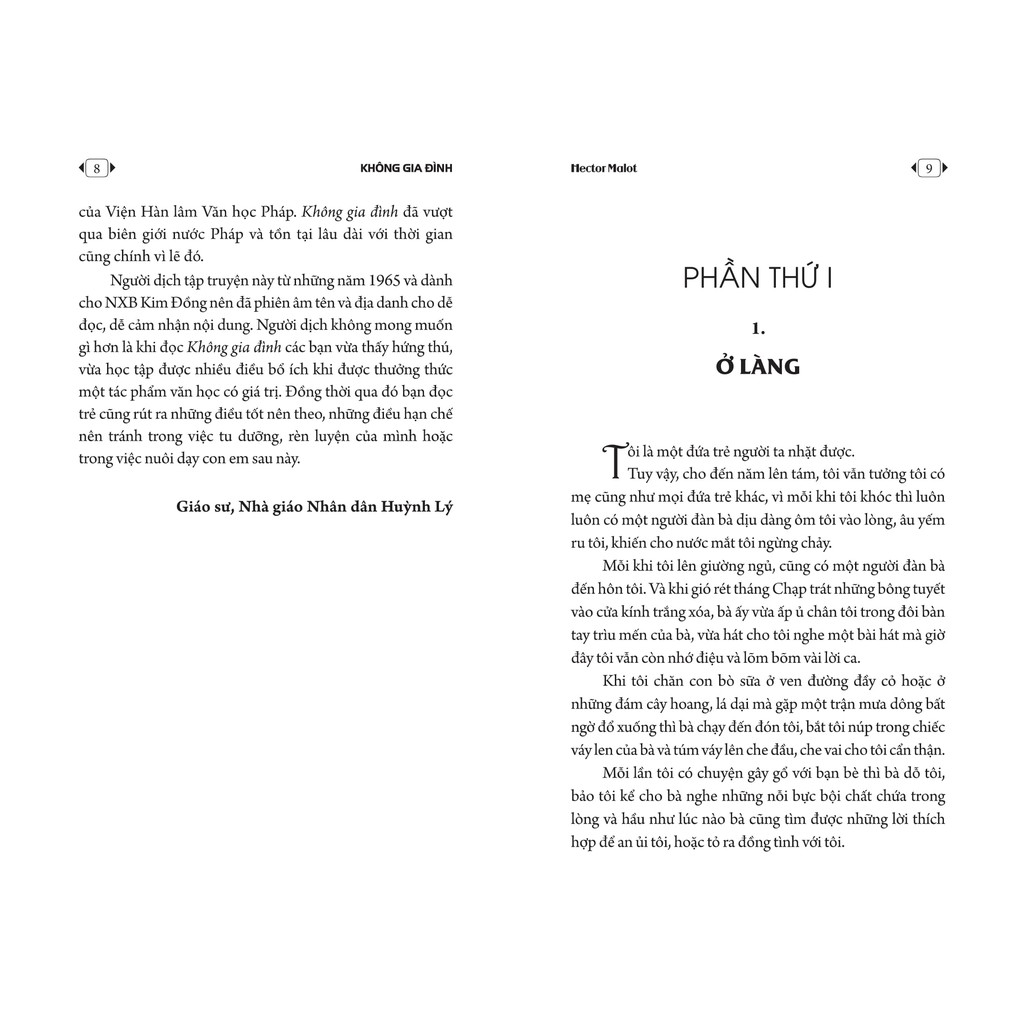 8
KHÔNG GIA ĐÌNH
của Viện Hàn lâm Văn học Pháp. Không gia đình đã vượt
qua biên giới nước Pháp và tồn tại lâu dài với thời gian
cũng chính vì lẽ đó.
Người dịch tập truyện này từ những năm 1965 và dành
cho NXB Kim Đồng nên đã phiên âm tên và địa danh cho dễ
đọc, dễ cảm nhận nội dung. Người dịch không mong muốn
gì hơn là khi đọc Không gia đình các bạn vừa thấy hứng thú,
vừa học tập được nhiều điều bổ ích khi được thưởng thức
một tác phẩm văn học có giá trị. Đồng thời qua đó bạn đọc
trẻ cũng rút ra những điều tốt nên theo, những điều hạn chế
nên tránh trong việc tu dưỡng, rèn luyện của mình hoặc
trong việc nuôi dạy con em sau này.
Giáo sư, Nhà giáo Nhân dân Huỳnh Lý
Hector Malot
9
PHẦN THỨ I
1.
Ở LÀNG
Tôi là một đứa trẻ người ta nhặt được.
Tuy vậy, cho đến năm lên tám, tôi vẫn tưởng tôi có
mẹ cũng như mọi đứa trẻ khác, vì mỗi khi tôi khóc thì luôn
luôn có một người đàn bà dịu dàng ôm tôi vào lòng, âu yếm
ru tôi, khiến cho nước mắt tôi ngừng chảy.
Mỗi khi tôi lên giường ngủ, cũng có một người đàn bà
đến hôn tôi. Và khi gió rét tháng Chạp trát những bông tuyết
vào cửa kính trắng xóa, bà ấy vừa ấp ủ chân tôi trong đôi bàn
tay trìu mến của bà, vừa hát cho tôi nghe một bài hát mà giờ
đây tôi vẫn còn nhớ điệu và lõm bõm vài lời ca.
Khi tôi chăn con bò sữa ở ven đường đầy cỏ hoặc ở
những đám cây hoang, lá dại mà gặp một trận mưa dông bất
ngờ đổ xuống thì bà chạy đến đón tôi, bắt tôi núp trong chiếc
váy len của bà và túm váy lên che đầu, che vai cho tôi cẩn thận.
Mỗi lần tôi có chuyện gây gổ với bạn bè thì bà dỗ tôi,
bảo tôi kể cho bà nghe những nỗi bực bội chất chứa trong
lòng và hầu như lúc nào bà cũng tìm được những lời thích
hợp để an ủi tôi, hoặc tỏ ra đồng tình với tôi.